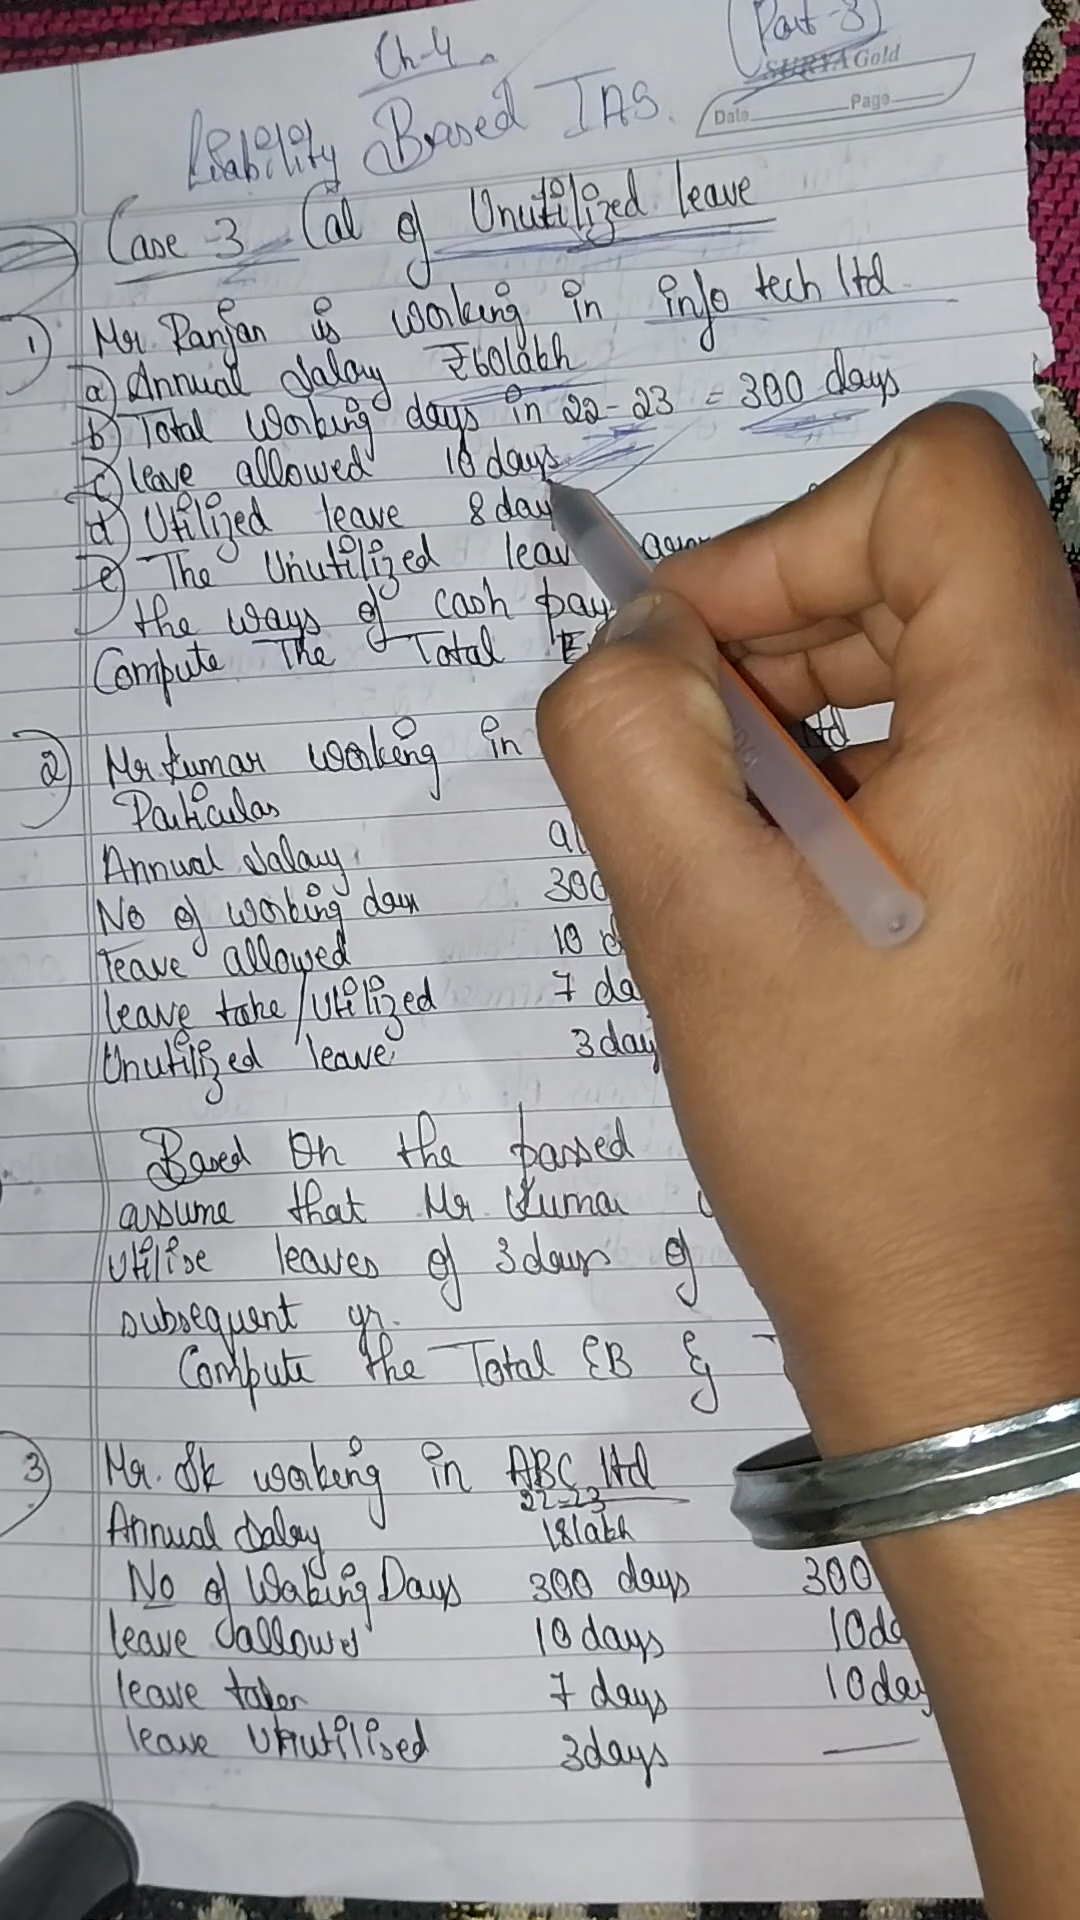 Ch-4
(Part-3)
SURYA Gold
Liability Based IAS.
Date Page
Case-3 Cal of Unutilized leave
1) Mr. Ranjan is working in info tech ltd
a) Annual Salary ₹60lakh
b) Total working days in 22-23 = 300 days
c) leave allowed 10 days
d) Utilized leave 8 day
e) The Unutilized leav
the ways of cash pay
Compute The Total E
2) Mr Kumar working in ltd
Particulas
Annual Salary
No of working days 300
leave allowed 10 d
leave take/Utilized 7 da
Unutilized leave 3 day
Based on the passed
assume that Mr. Kumar
Utilise leaves of 3 days of
subsequent yr.
Compute the Total EB &
3) Mr. Sk working in ABC ltd
22-23
Annual Salary 18lakh
No of Woking Days 300 days 300
leave allowed 10 days 10da
leave taken 7 days 10day
leave Unutilised 3days —